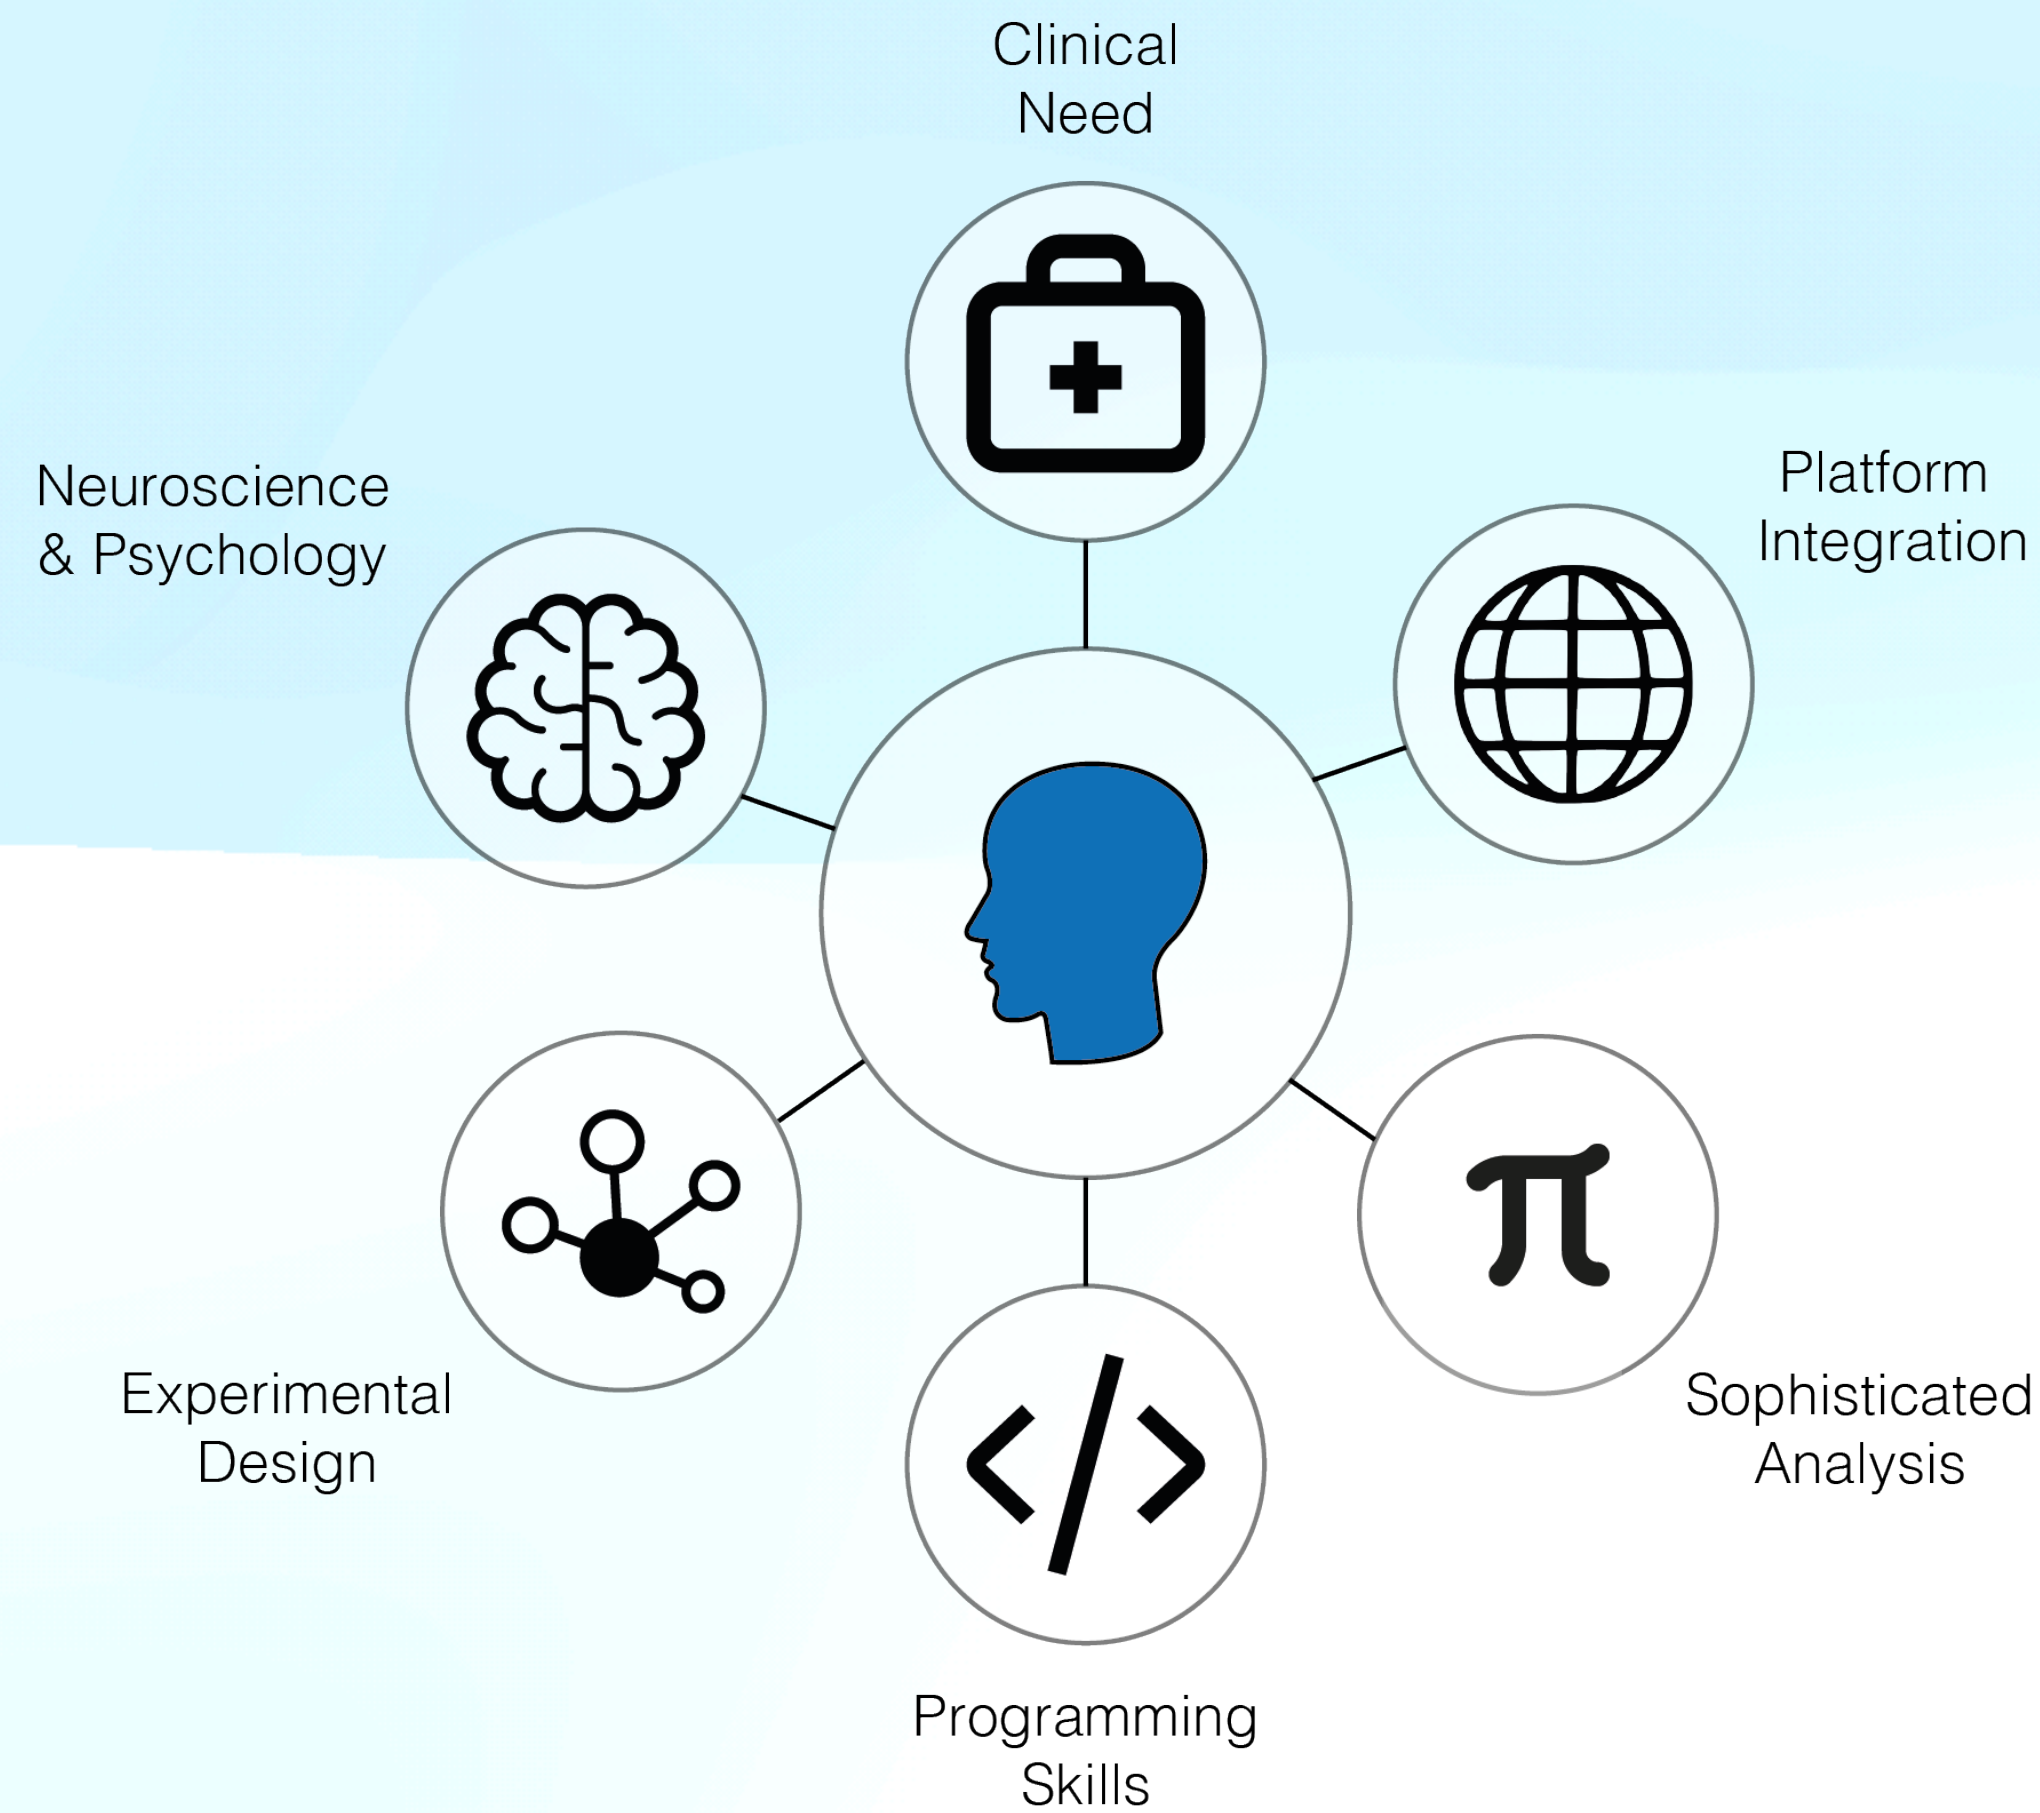 Clinical
Need
Platform
Integration
Neuroscience
& Psychology
Experimental
Design
Sophisticated
Analysis
Programming
Skills